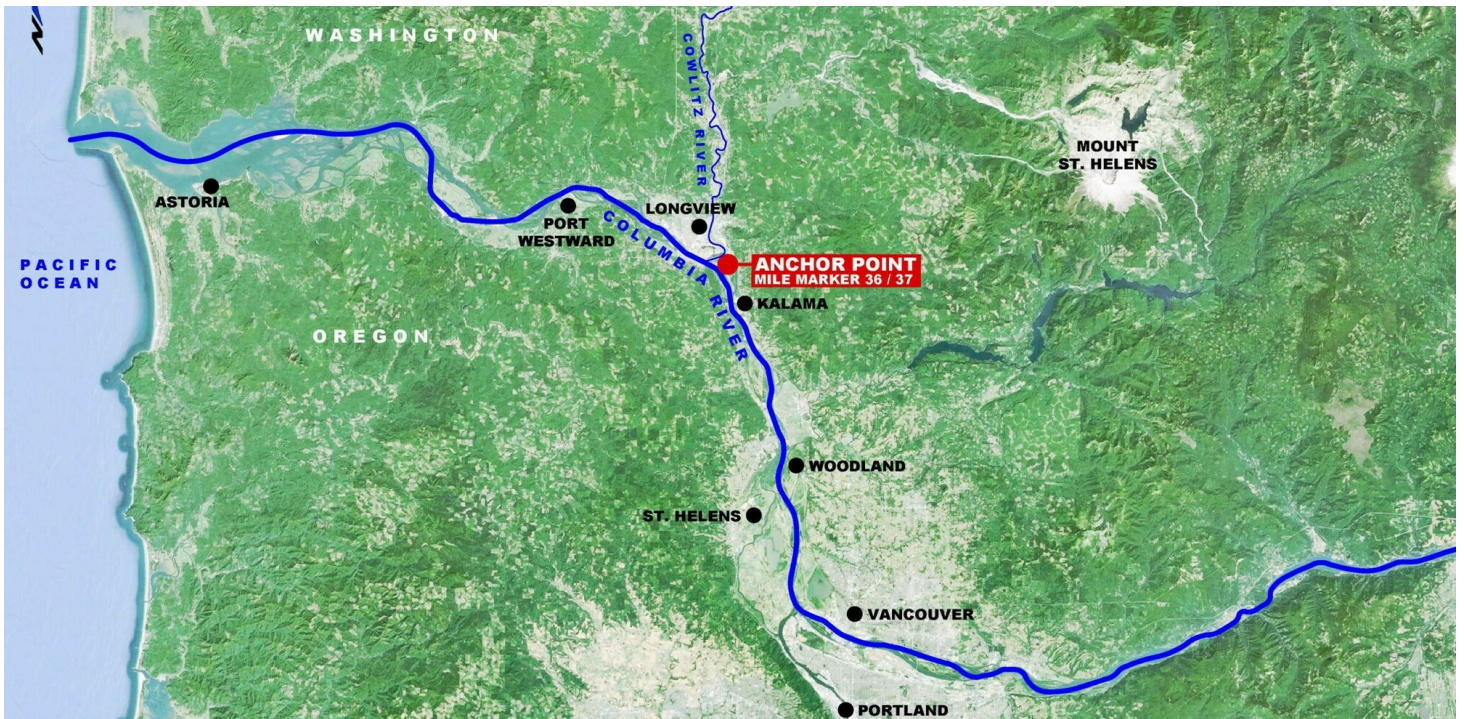 WASHINGTON
COWLITZ RIVER
MOUNT
ST. HELENS
ASTORIA
LONGVIEW
PORT
WESTWARD
COLUMBIA RIVER
PACIFIC
OCEAN
ANCHOR POINT
MILE MARKER 36 / 37
KALAMA
OREGON
WOODLAND
ST. HELENS
VANCOUVER
PORTLAND